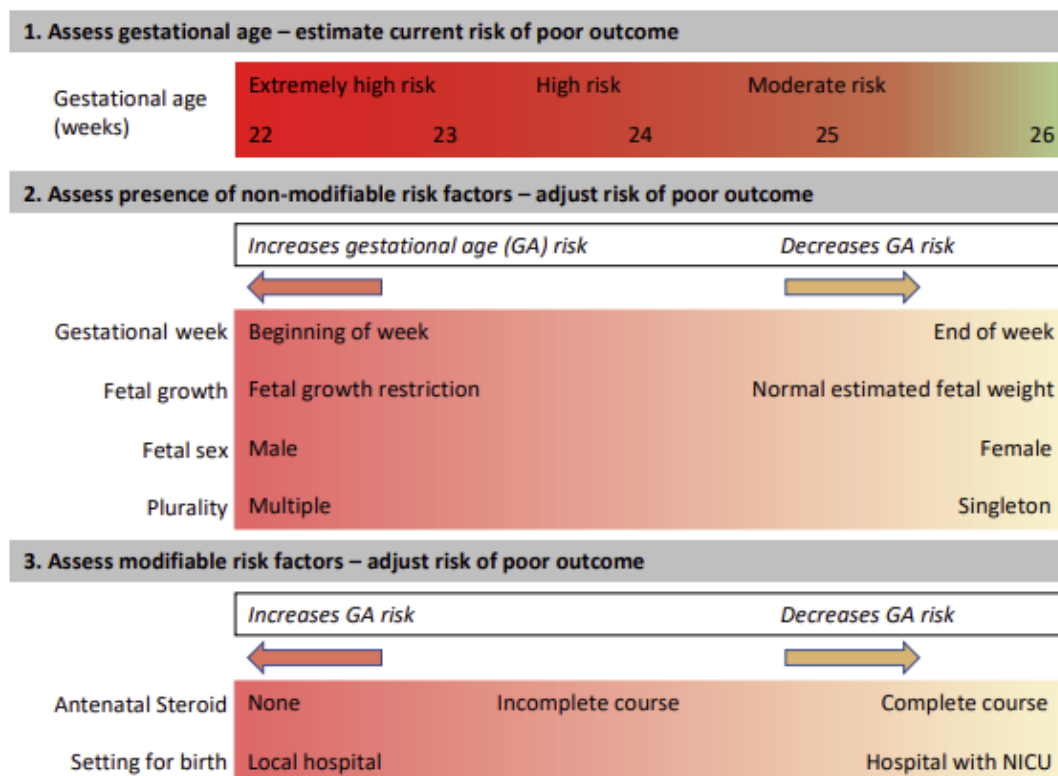 1. Assess gestational age – estimate current risk of poor outcome
Gestational age
(weeks)
Extremely high risk High risk Moderate risk
22 23 24 25 26
2. Assess presence of non-modifiable risk factors – adjust risk of poor outcome
Increases gestational age (GA) risk Decreases GA risk
Gestational week Beginning of week End of week
Fetal growth Fetal growth restriction Normal estimated fetal weight
Fetal sex Male Female
Plurality Multiple Singleton
3. Assess modifiable risk factors – adjust risk of poor outcome
Increases GA risk Decreases GA risk
Antenatal Steroid None Incomplete course Complete course
Setting for birth Local hospital Hospital with NICU